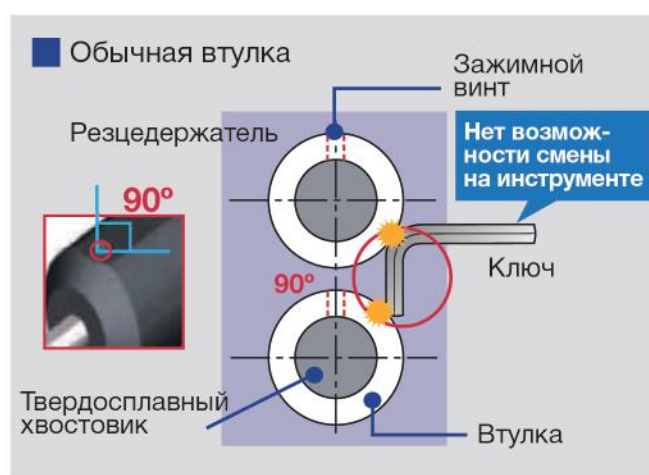 Обычная втулка
Зажимной
винт
Резцедержатель
Нет возмож-
ности смены
на инструменте
90º
Ключ
90º
Твердосплавный
хвостовик
Втулка